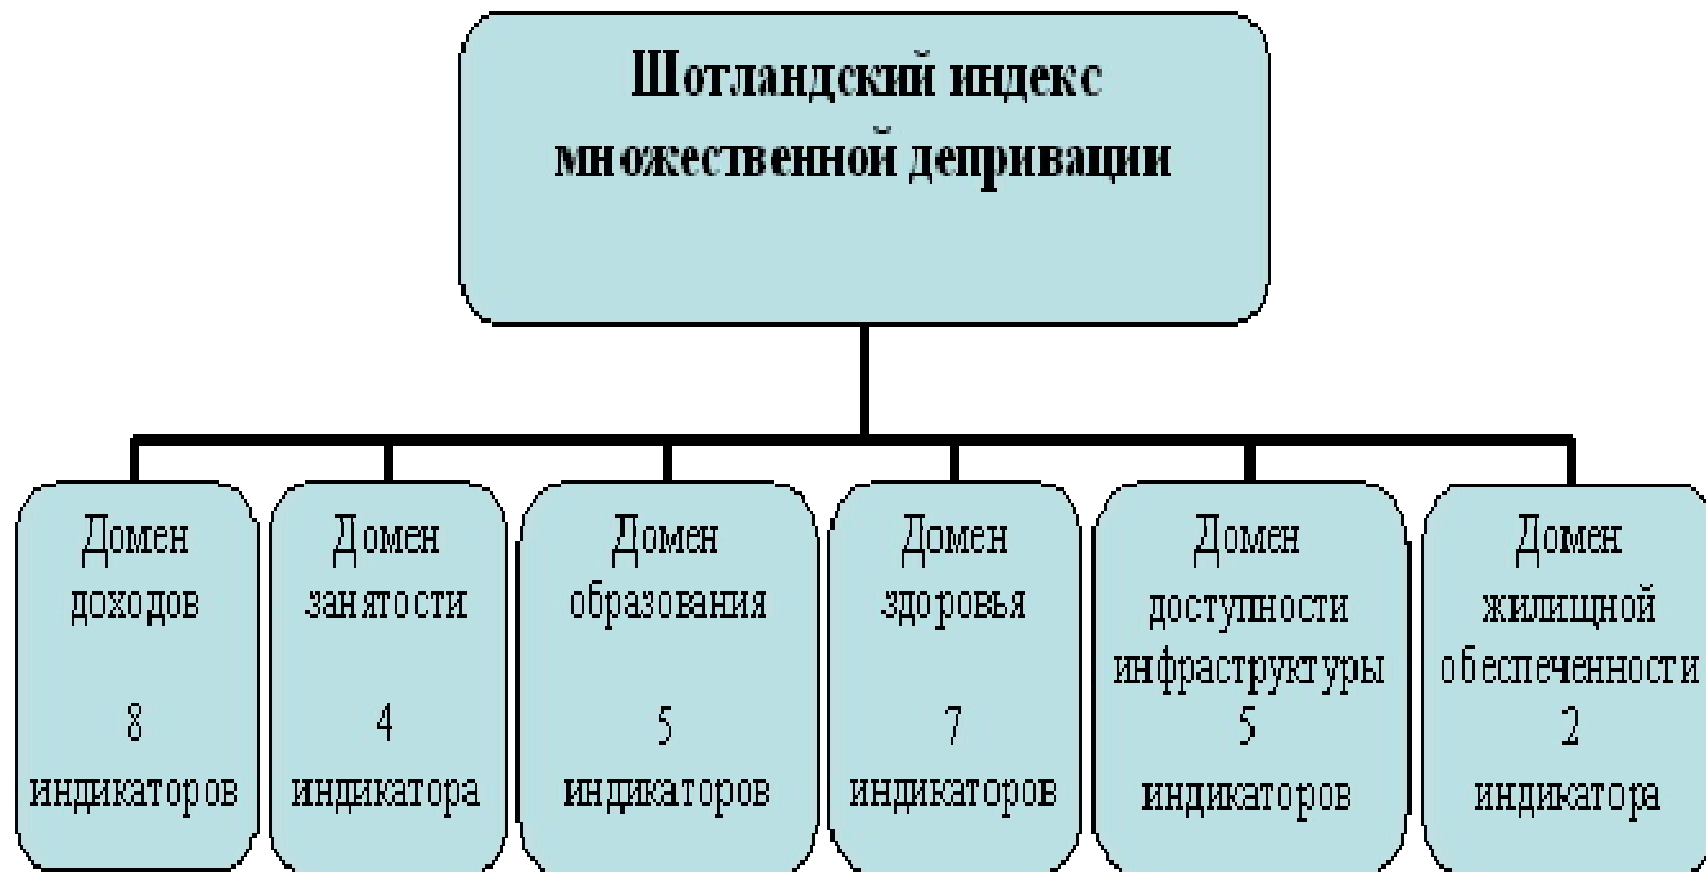 Шотландский индекс
множественной депривации
Домен
доходов
8
индикаторов
Домен
занятости
4
индикатора
Домен
образования
5
индикаторов
Домен
здоровья
7
индикаторов
Домен
доступности
инфраструктуры
5
индикаторов
Домен
жилищной
обеспеченности
2
индикатора